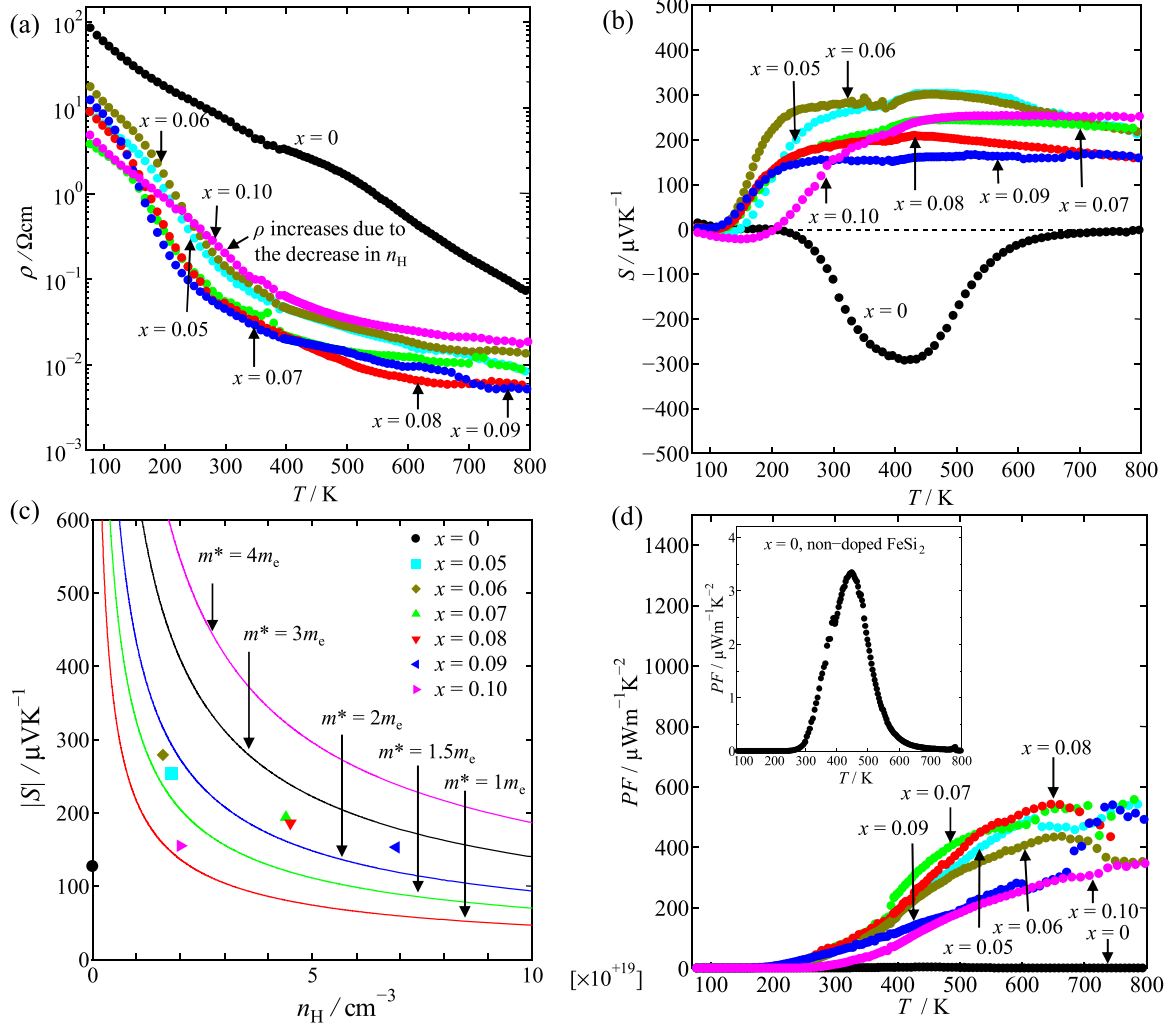 (a)
10²
10¹
10⁰
10⁻¹
10⁻²
10⁻³
ρ / Ωcm
x = 0.06
x = 0
x = 0.10
ρ increases due to
the decrease in nH
x = 0.05
x = 0.07
x = 0.08
x = 0.09
100 200 300 400 500 600 700 800
T / K
(b)
500
400
300
200
100
0
−100
−200
−300
−400
−500
S / μVK⁻¹
x = 0.06
x = 0.05
x = 0.10
x = 0.08
x = 0.09
x = 0.07
x = 0
100 200 300 400 500 600 700 800
T / K
(c)
600
500
400
300
200
100
0
|S| / μVK⁻¹
m* = 4me
m* = 3me
m* = 2me
m* = 1.5me
m* = 1me
x = 0
x = 0.05
x = 0.06
x = 0.07
x = 0.08
x = 0.09
x = 0.10
0 5 10
[×10⁺¹⁹]
nH / cm⁻³
(d)
1400
1200
1000
800
600
400
200
0
PF / μWm⁻¹K⁻²
x = 0, non−doped FeSi₂
4
3
2
1
0
PF / μWm⁻¹K⁻²
100 200 300 400 500 600 700 800
T / K
x = 0.08
x = 0.07
x = 0.09
x = 0.05
x = 0.06
x = 0.10
x = 0
100 200 300 400 500 600 700 800
T / K